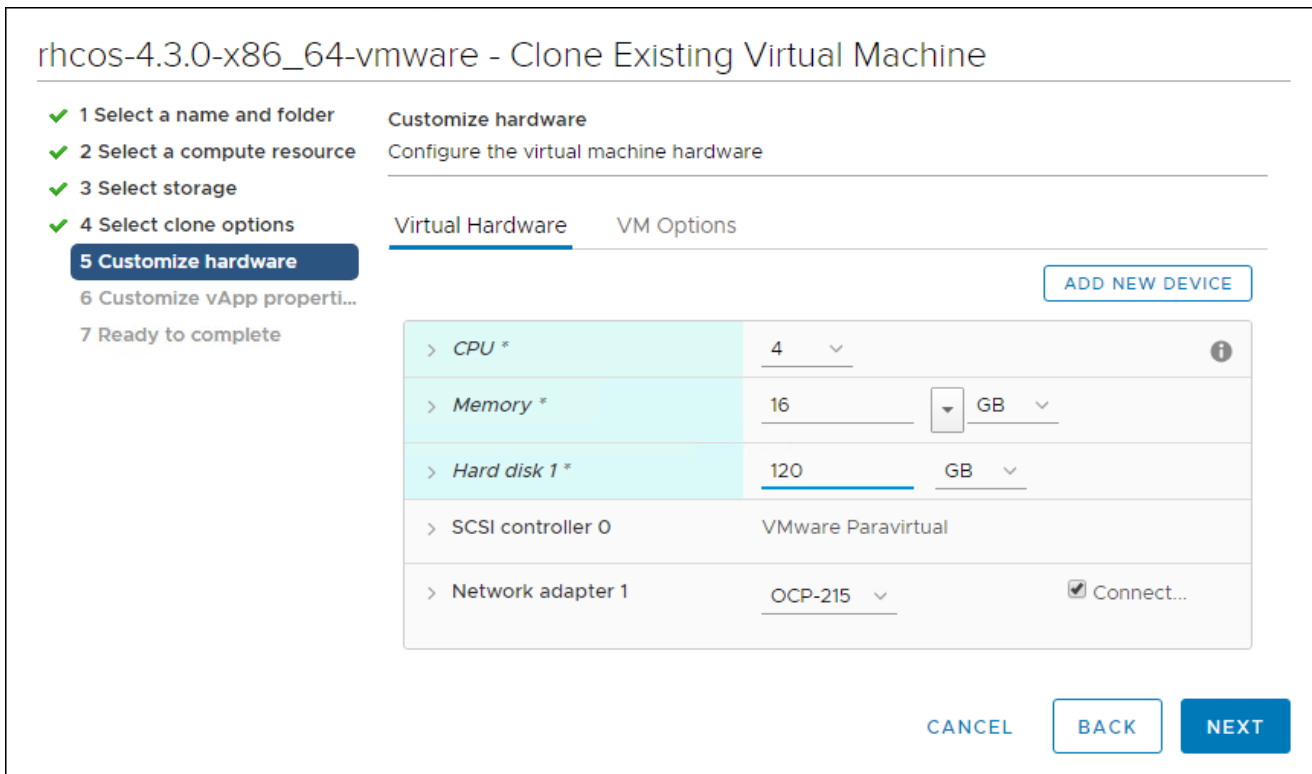 rhcos-4.3.0-x86_64-vmware - Clone Existing Virtual Machine
1 Select a name and folder
2 Select a compute resource
3 Select storage
4 Select clone options
5 Customize hardware
6 Customize vApp properti...
7 Ready to complete
Customize hardware
Configure the virtual machine hardware
Virtual Hardware VM Options
ADD NEW DEVICE
CPU * 4
Memory * 16 GB
Hard disk 1 * 120 GB
SCSI controller 0 VMware Paravirtual
Network adapter 1 OCP-215 Connect...
CANCEL BACK NEXT